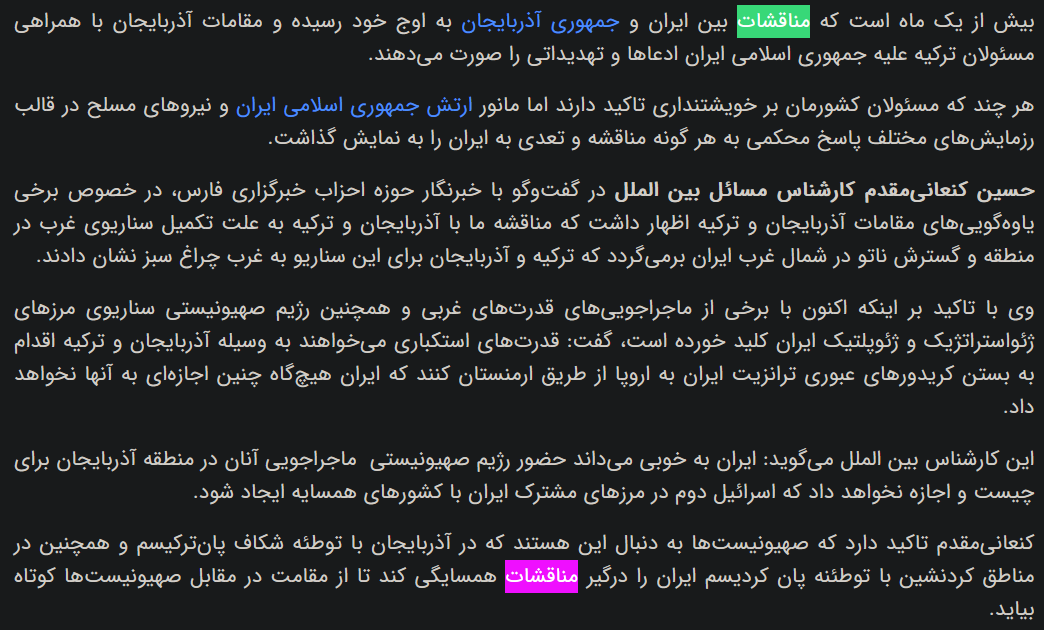 بیش از یک ماه است که مناقشات بین ایران و جمهوری آذربایجان به اوج خود رسیده و مقامات آذربایجان با همراهی
مسئولان ترکیه علیه جمهوری اسلامی ایران ادعاها و تهدیداتی را صورت می‌دهند.
هر چند که مسئولان کشورمان بر خویشتنداری تاکید دارند اما مانور ارتش جمهوری اسلامی ایران و نیروهای مسلح در قالب
رزمایش‌های مختلف پاسخ محکمی به هر گونه مناقشه و تعدی به ایران را به نمایش گذاشت.
حسین کنعانی‌مقدم کارشناس مسائل بین الملل در گفت‌وگو با خبرنگار حوزه احزاب خبرگزاری فارس، در خصوص برخی
یاوه‌گویی‌های مقامات آذربایجان و ترکیه اظهار داشت که مناقشه ما با آذربایجان و ترکیه به علت تکمیل سناریوی غرب در
منطقه و گسترش ناتو در شمال غرب ایران برمی‌گردد که ترکیه و آذربایجان برای این سناریو به غرب چراغ سبز نشان دادند.
وی با تاکید بر اینکه اکنون با برخی از ماجراجویی‌های قدرت‌های غربی و همچنین رژیم صهیونیستی سناریوی مرزهای
ژئواستراتژیک و ژئوپلتیک ایران کلید خورده است، گفت: قدرت‌های استکباری می‌خواهند به وسیله آذربایجان و ترکیه اقدام
به بستن کریدورهای عبوری ترانزیت ایران به اروپا از طریق ارمنستان کنند که ایران هیچ‌گاه چنین اجازه‌ای به آنها نخواهد
داد.
این کارشناس بین الملل می‌گوید: ایران به خوبی می‌داند حضور رژیم صهیونیستی  ماجراجویی آنان در منطقه آذربایجان برای
چیست و اجازه نخواهد داد که اسرائیل دوم در مرزهای مشترک ایران با کشورهای همسایه ایجاد شود.
کنعانی‌مقدم تاکید دارد که صهیونیست‌ها به دنبال این هستند که در آذربایجان با توطئه شکاف پان‌ترکیسم و همچنین در
مناطق کردنشین با توطئنه پان کردیسم ایران را درگیر مناقشات همسایگی کند تا از مقامت در مقابل صهیونیست‌ها کوتاه
بیاید.